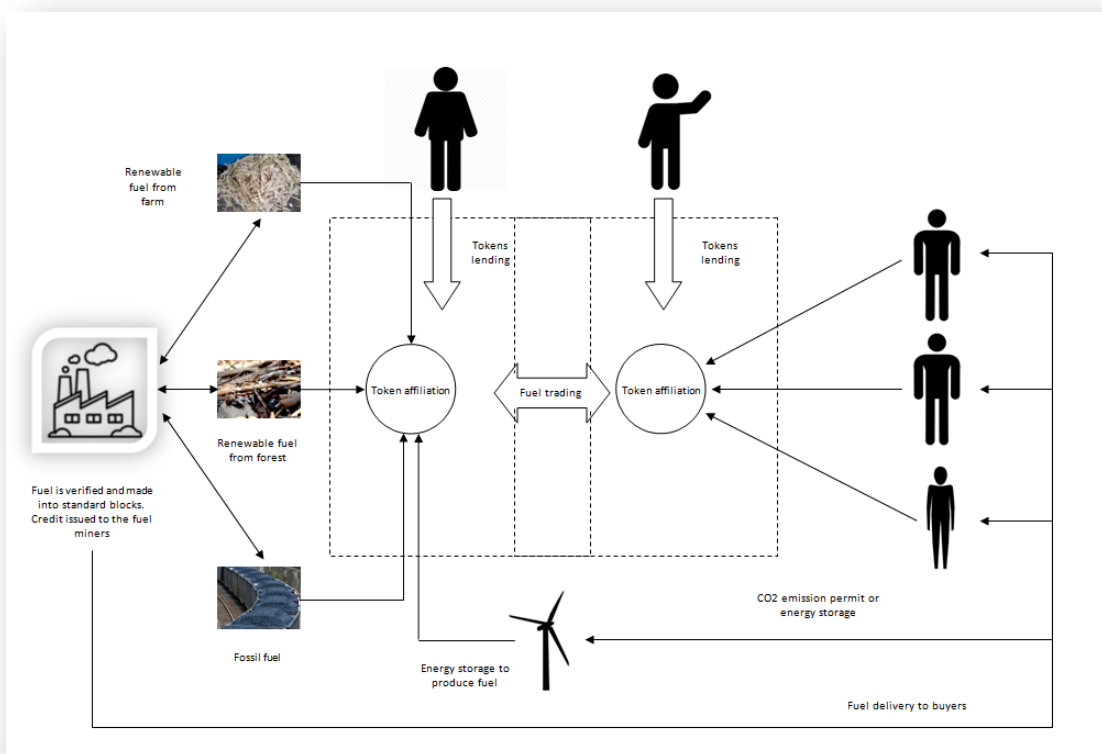 Renewable
fuel from
farm
Tokens
lending
Tokens
lending
Token affiliation
Fuel trading
Token affiliation
Renewable fuel
from forest
Fuel is verified and made
into standard blocks.
Credit issued to the fuel
miners
CO2 emission permit or
energy storage
Fossil fuel
Energy storage to
produce fuel
Fuel delivery to buyers